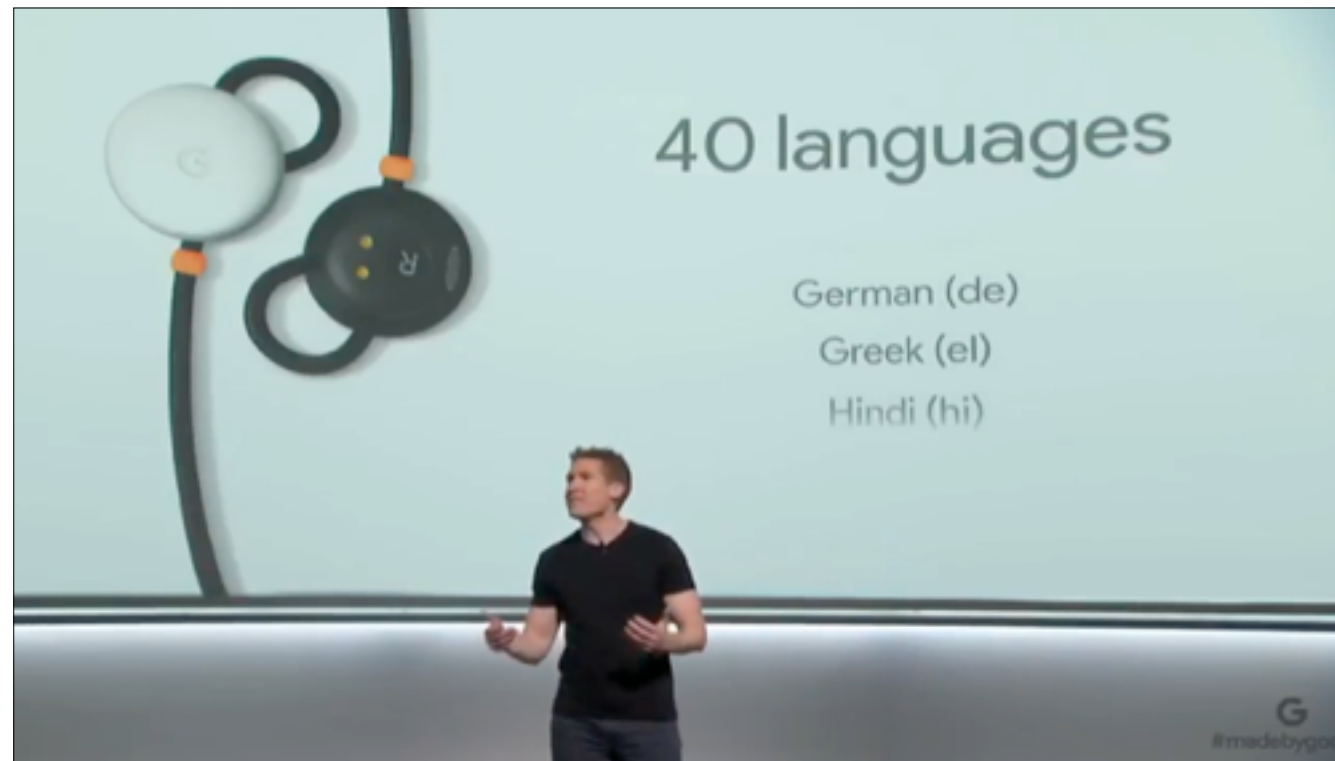 G
R
40 languages
German (de)
Greek (el)
Hindi (hi)
G